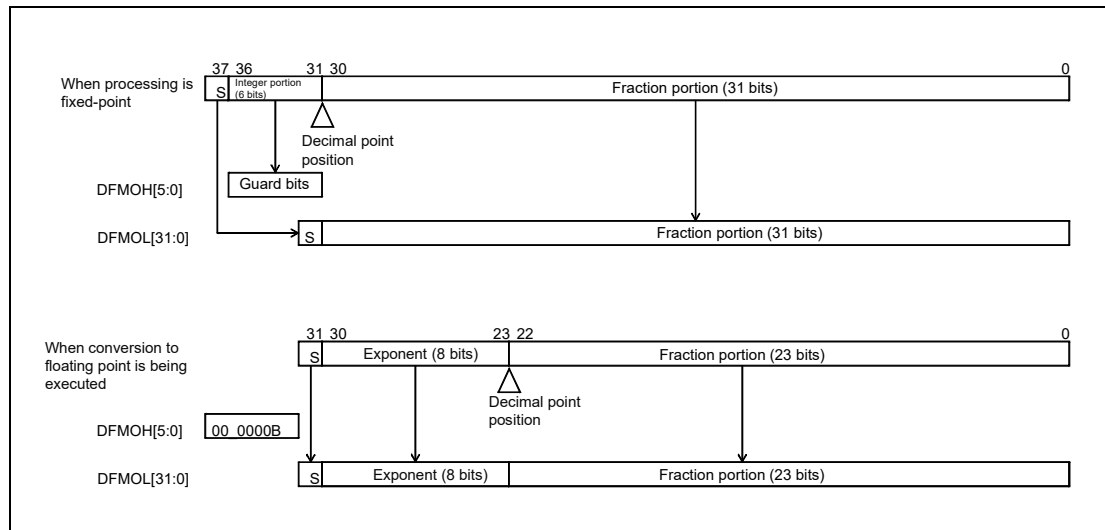 37 36 31 30 0
When processing is
fixed-point
S
Integer portion
(6 bits)
Fraction portion (31 bits)
Decimal point
position
DFMOH[5:0]
Guard bits
DFMOL[31:0]
S
Fraction portion (31 bits)
31 30 23 22 0
When conversion to
floating point is being
executed
S
Exponent (8 bits)
Fraction portion (23 bits)
Decimal point
position
DFMOH[5:0]
00_0000B
DFMOL[31:0]
S
Exponent (8 bits)
Fraction portion (23 bits)